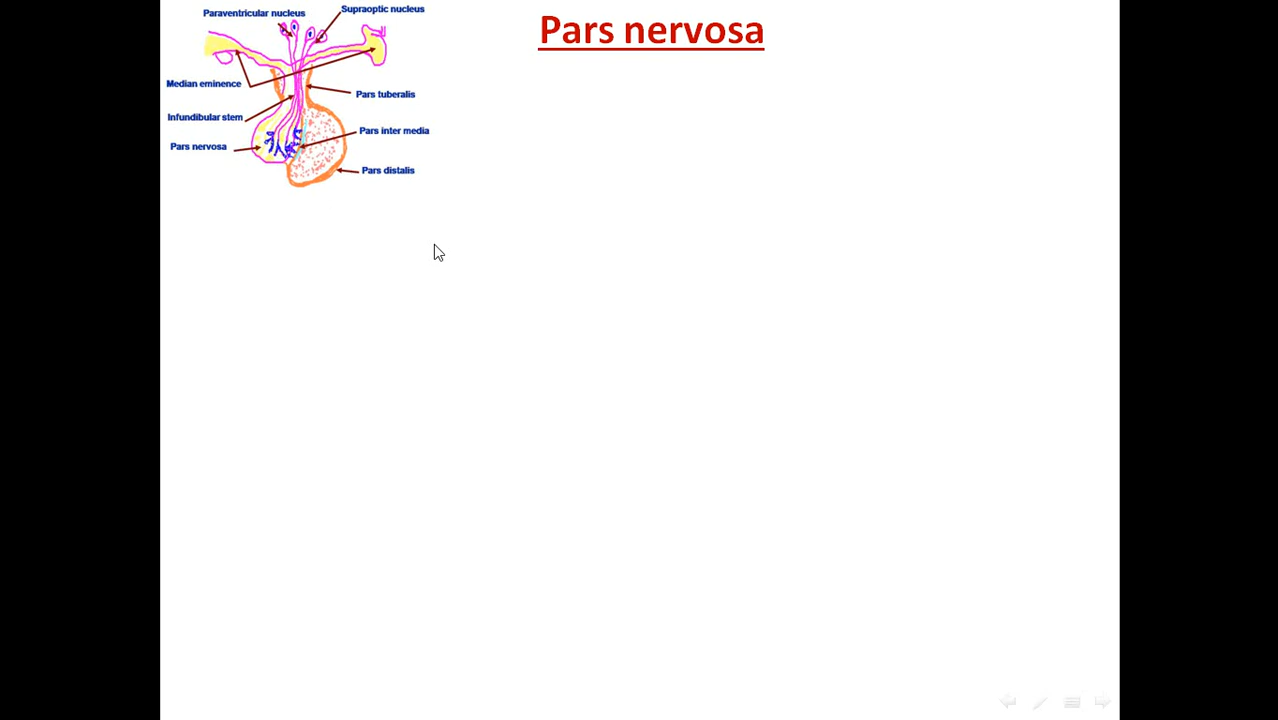 Pars nervosa
Paraventricular nucleus
Supraoptic nucleus
Median eminence
Pars tuberalis
Infundibular stem
Pars inter media
Pars nervosa
Pars distalis